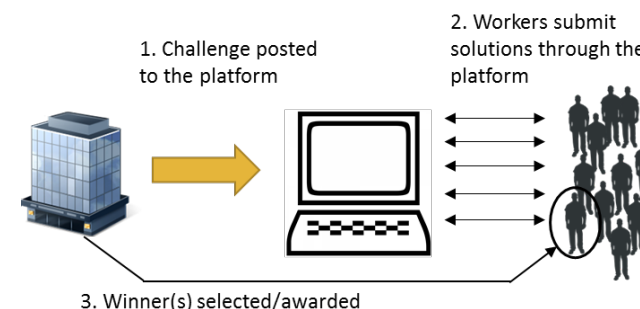 1. Challenge posted
to the platform
2. Workers submit
solutions through the
platform
3. Winner(s) selected/awarded